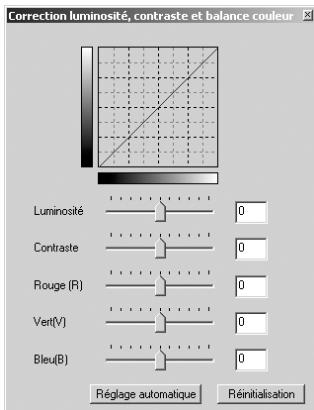 Correction luminosité, contraste et balance couleur
Luminosité 0
Contraste 0
Rouge (R) 0
Vert(V) 0
Bleu(B) 0
Réglage automatique Réinitialisation